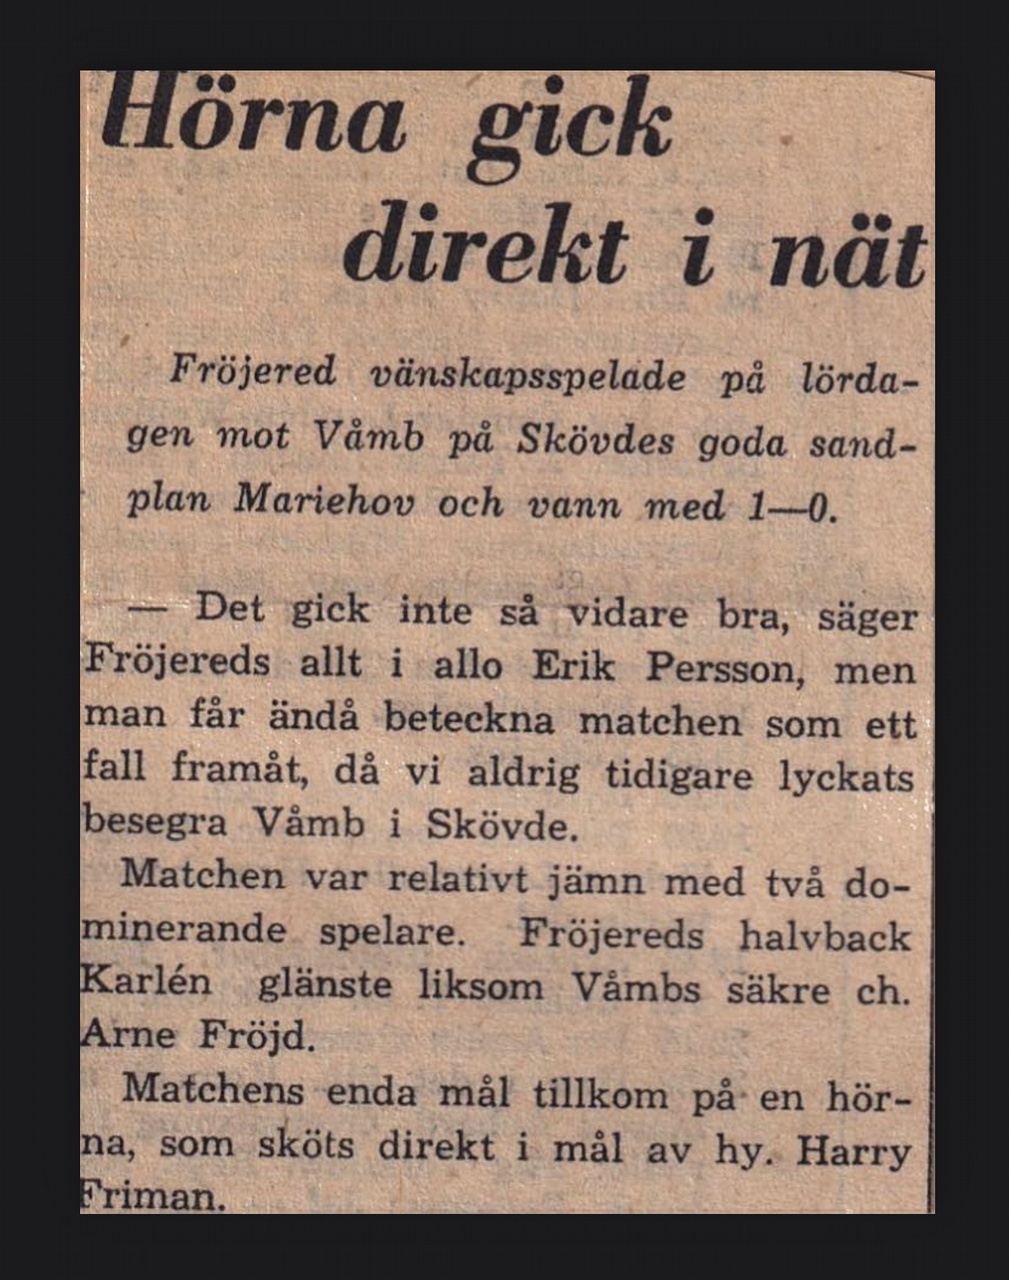 Hörna gick
direkt i nät
Fröjered vänskapsspelade på lörda-
gen mot Våmb på Skövdes goda sand-
plan Mariehov och vann med 1—0.
— Det gick inte så vidare bra, säger
Fröjereds allt i allo Erik Persson, men
man får ändå beteckna matchen som ett
fall framåt, då vi aldrig tidigare lyckats
besegra Våmb i Skövde.
Matchen var relativt jämn med två do-
minerande spelare. Fröjereds halvback
Karlén glänste liksom Våmbs säkre ch.
Arne Fröjd.
Matchens enda mål tillkom på en hör-
na, som sköts direkt i mål av hy. Harry
Friman.